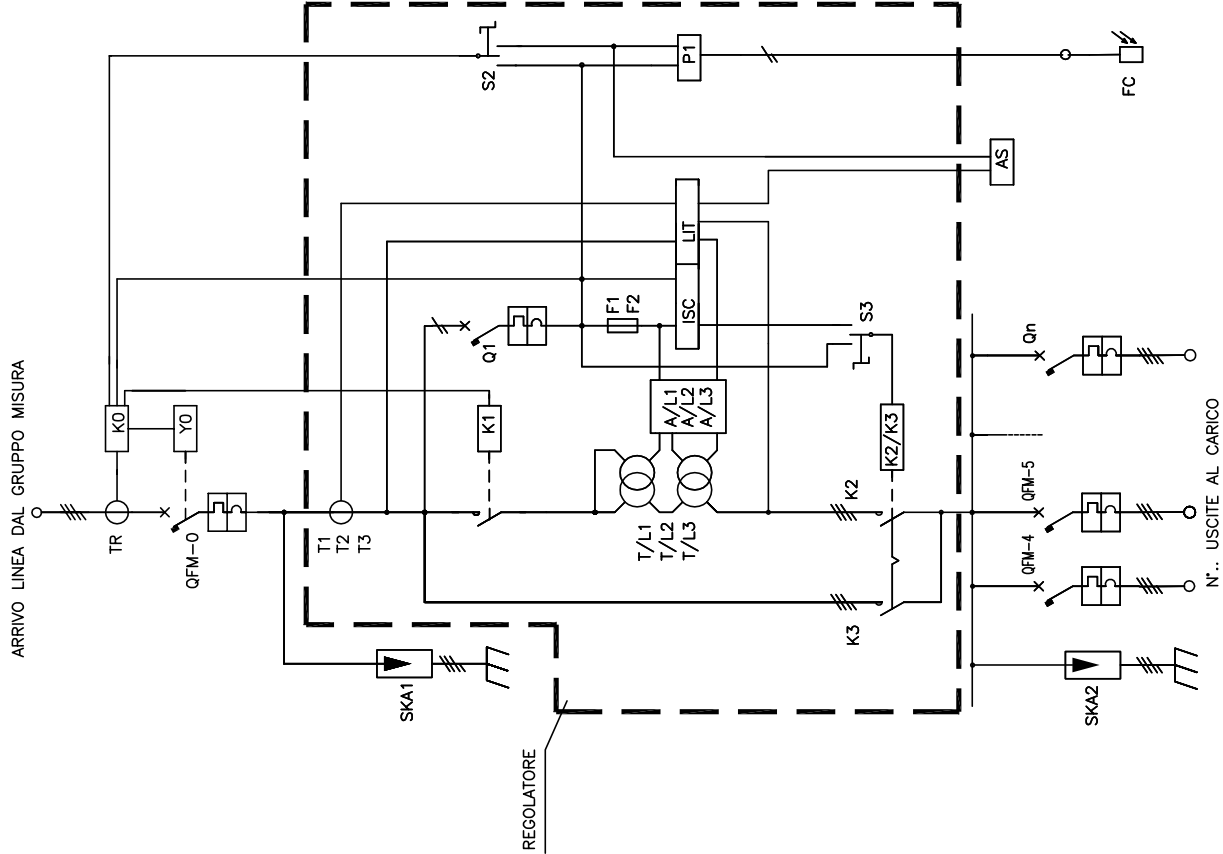 ARRIVO LINEA DAL GRUPPO MISURA
TR
K0
Y0
QFM-0
T1
T2
T3
S2
P1
FC
AS
LIT
ISC
F1
F2
Q1
K1
S3
A/L1
A/L2
A/L3
T/L1
T/L2
T/L3
K2/K3
K2
K3
SKA1
REGOLATORE
SKA2
QFM-4
QFM-5
Qn
N°.. USCITE AL CARICO